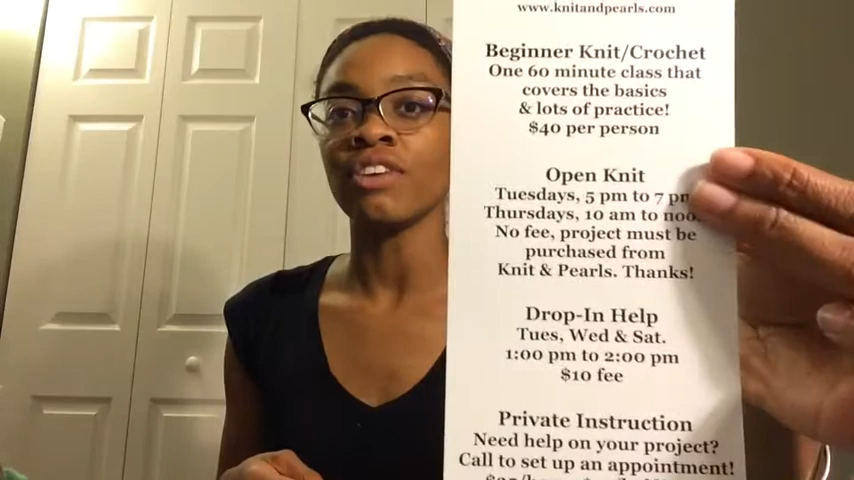 www.knitandpearls.com
Beginner Knit/Crochet
One 60 minute class that
covers the basics
& lots of practice!
$40 per person
Open Knit
Tuesdays, 5 pm to 7 pm
Thursdays, 10 am to noon
No fee, project must be
purchased from
Knit & Pearls. Thanks!
Drop-In Help
Tues, Wed & Sat.
1:00 pm to 2:00 pm
$10 fee
Private Instruction
Need help on your project?
Call to set up an appointment